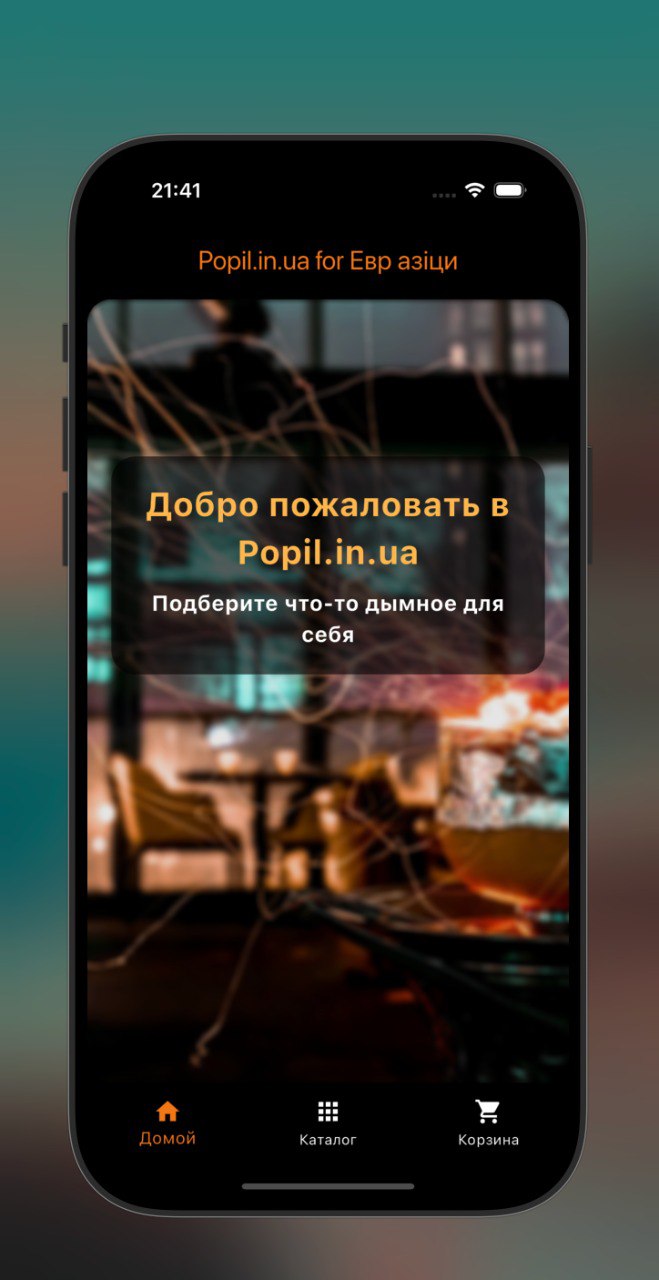 21:41
Popil.in.ua for Евр азіци
Добро пожаловать в
Popil.in.ua
Подберите что-то дымное для
себя
Домой Каталог Корзина